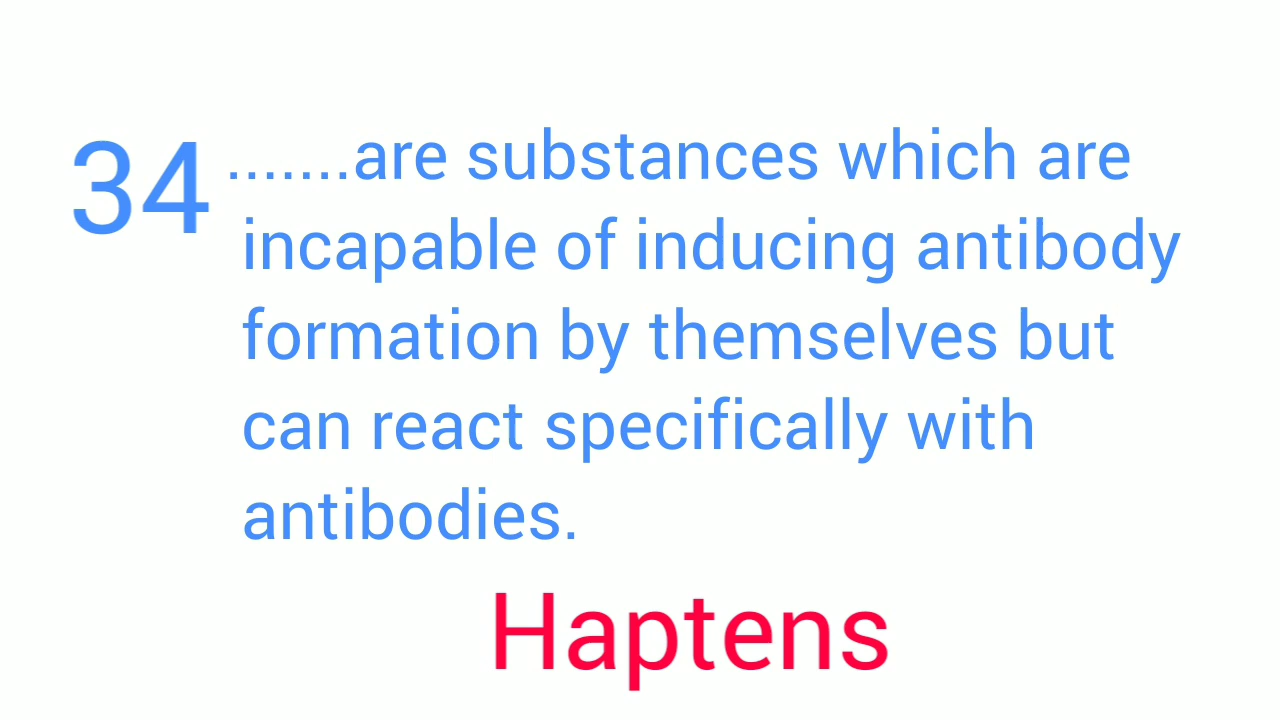 34 .......are substances which are
incapable of inducing antibody
formation by themselves but
can react specifically with
antibodies.
Haptens